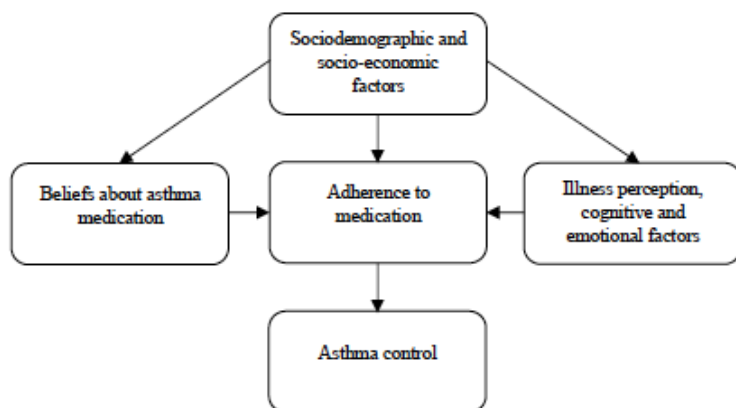 Sociodemographic and
socio-economic
factors
Beliefs about asthma
medication
Adherence to
medication
Illness perception,
cognitive and
emotional factors
Asthma control